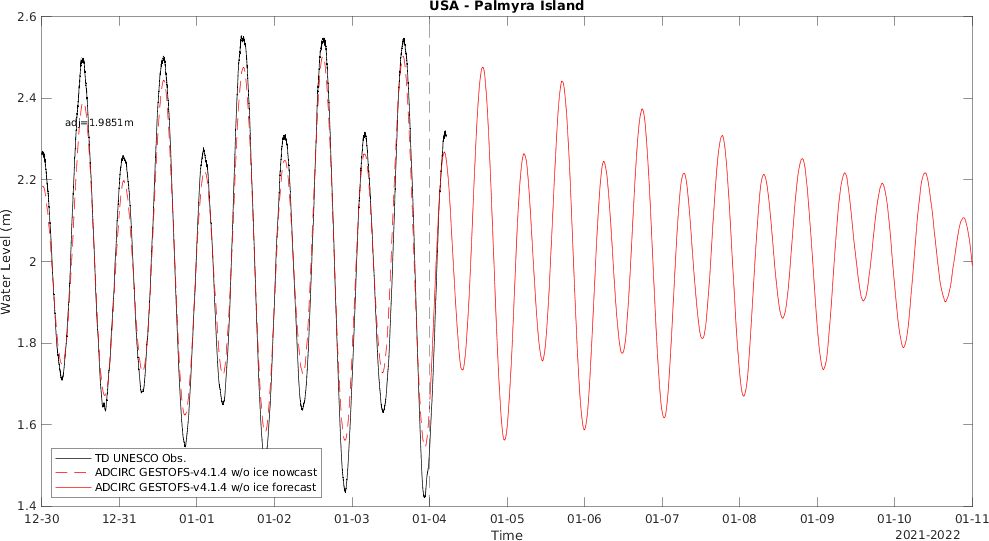 USA - Palmyra Island
2.6
2.4
2.2
2
1.8
1.6
1.4
Water Level (m)
adj=1.9851m
TD UNESCO Obs.
ADCIRC GESTOFS-v4.1.4 w/o ice nowcast
ADCIRC GESTOFS-v4.1.4 w/o ice forecast
12-30 12-31 01-01 01-02 01-03 01-04 01-05 01-06 01-07 01-08 01-09 01-10 01-11
Time
2021-2022